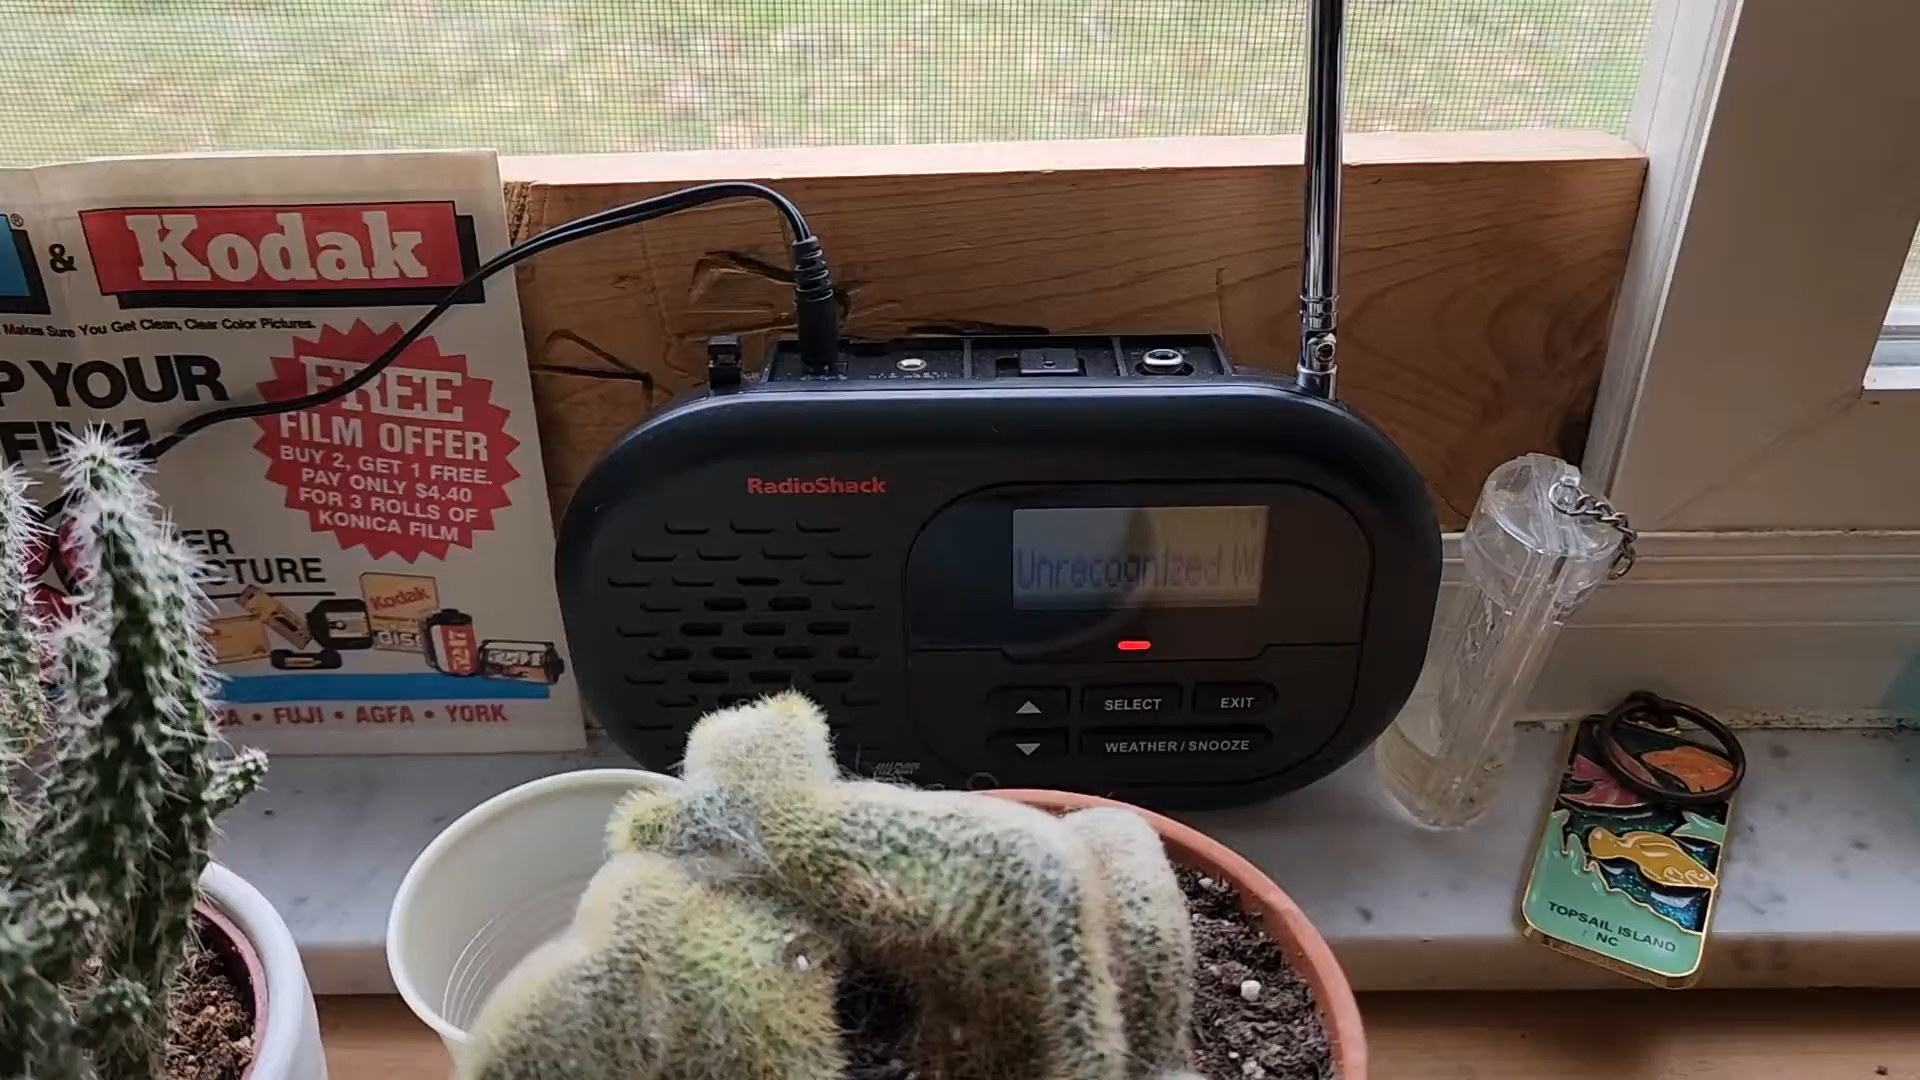 & Kodak
Makes Sure You Get Clean, Clear Color Pictures.
P YOUR
FREE
FILM OFFER
BUY 2, GET 1 FREE.
PAY ONLY $4.40
FOR 3 ROLLS OF
KONICA FILM
CTURE
Kodak
DISC
• FUJI • AGFA • YORK
RadioShack
Unrecognized W
SELECT
EXIT
WEATHER / SNOOZE
TOPSAIL ISLAND
NC